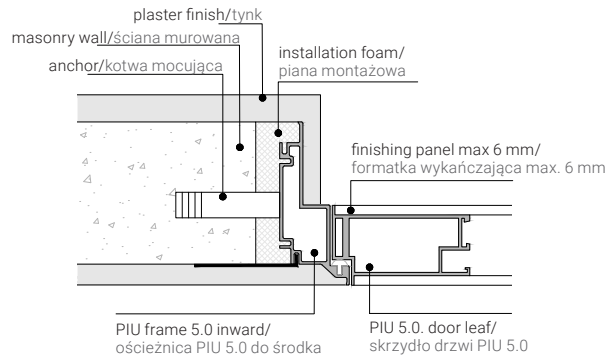 plaster finish/tynk
masonry wall/ściana murowana
anchor/kotwa mocująca
installation foam/
piana montażowa
finishing panel max 6 mm/
formatka wykańczająca max. 6 mm
PIU frame 5.0 inward/
ościeżnica PIU 5.0 do środka
PIU 5.0. door leaf/
skrzydło drzwi PIU 5.0